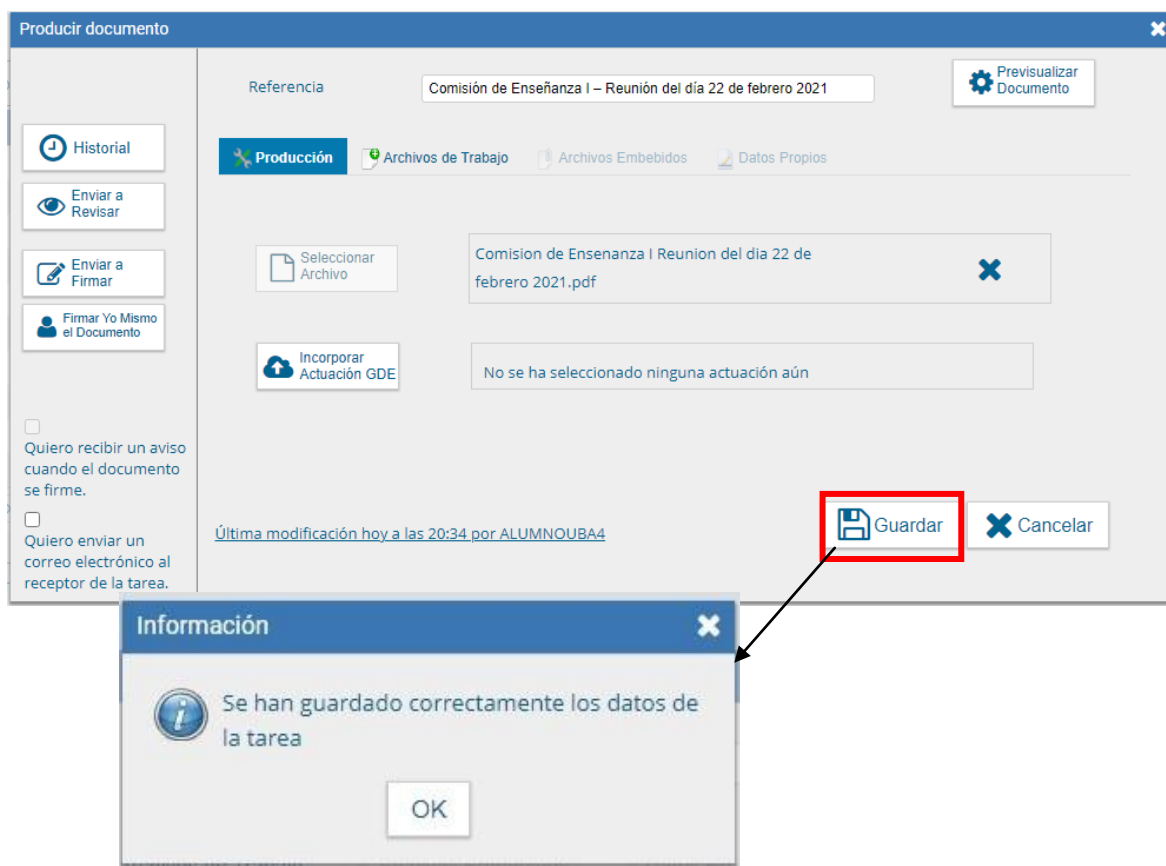 Producir documento
Referencia
Comisión de Enseñanza I – Reunión del día 22 de febrero 2021
Previsualizar
Documento
Historial
Enviar a
Revisar
Enviar a
Firmar
Firmar Yo Mismo
el Documento
Producción
Archivos de Trabajo
Archivos Embebidos
Datos Propios
Seleccionar
Archivo
Comision de Ensenanza I Reunion del dia 22 de
febrero 2021.pdf
Incorporar
Actuación GDE
No se ha seleccionado ninguna actuación aún
Quiero recibir un aviso
cuando el documento
se firme.
Quiero enviar un
correo electrónico al
receptor de la tarea.
Última modificación hoy a las 20:34 por ALUMNOUBA4
Guardar
Cancelar
Información
Se han guardado correctamente los datos de
la tarea
OK